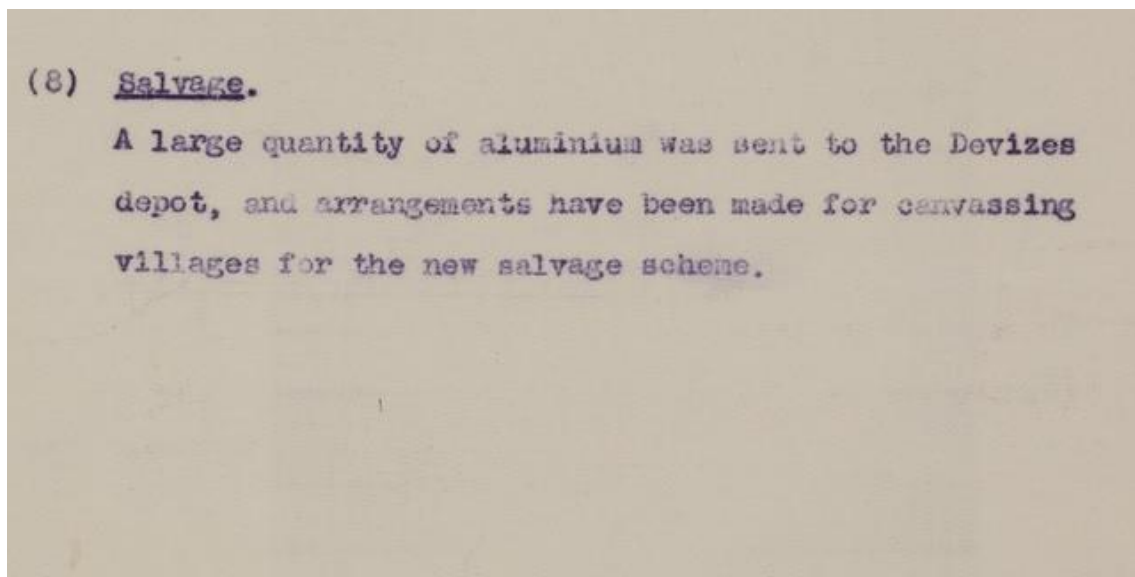 (8) Salvage.
A large quantity of aluminium was sent to the Devizes
depot, and arrangements have been made for canvassing
villages for the new salvage scheme.